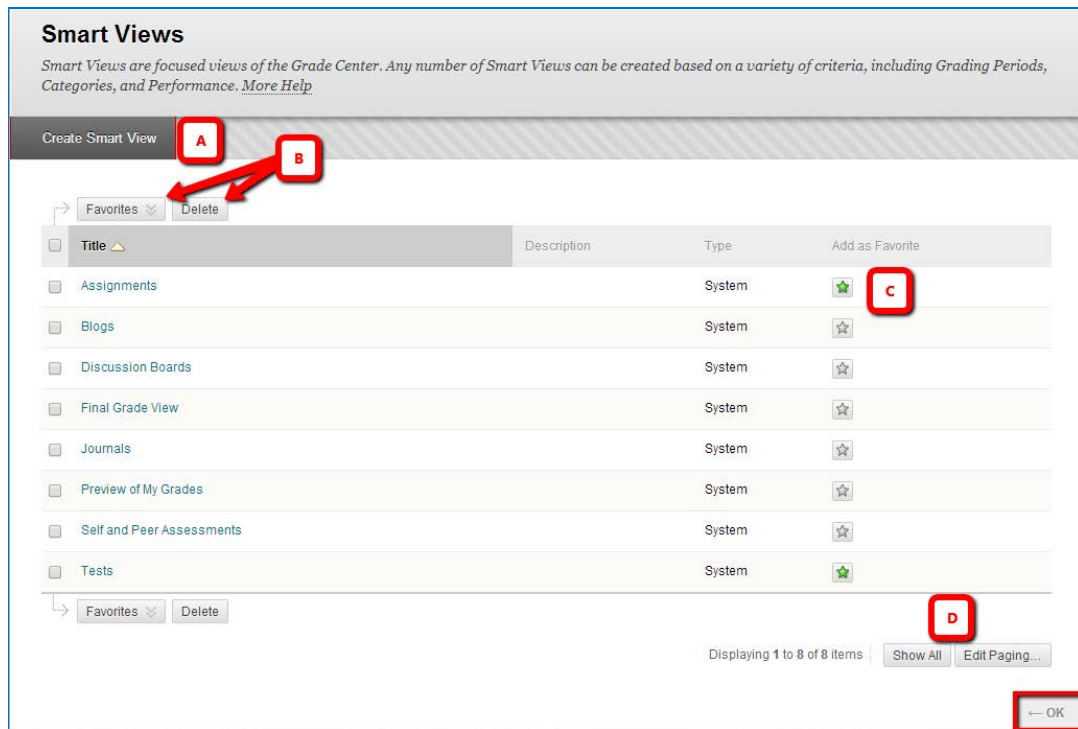 Smart Views
Smart Views are focused views of the Grade Center. Any number of Smart Views can be created based on a variety of criteria, including Grading Periods,
Categories, and Performance. More Help
Create Smart View A
B
Favorites Delete
Title Description Type Add as Favorite
Assignments System C
Blogs System
Discussion Boards System
Final Grade View System
Journals System
Preview of My Grades System
Self and Peer Assessments System
Tests System
Favorites Delete
D
Displaying 1 to 8 of 8 items Show All Edit Paging...
← OK